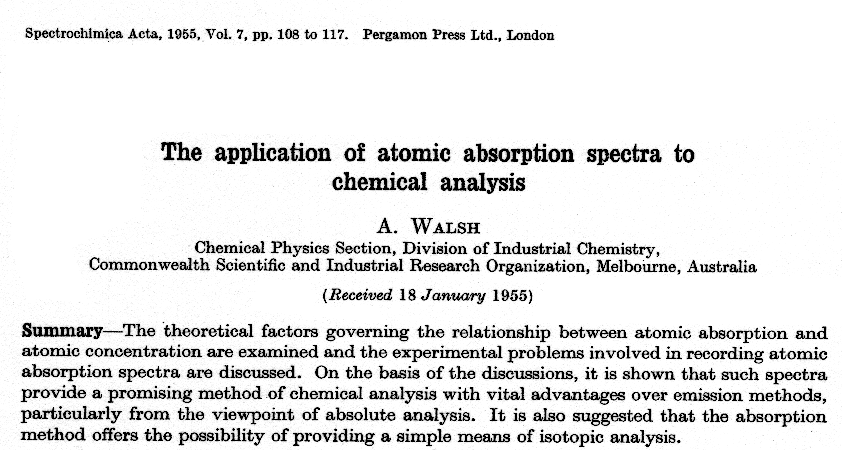 Spectrochimica Acta, 1955, Vol. 7, pp. 108 to 117. Pergamon Press Ltd., London
The application of atomic absorption spectra to
chemical analysis
A. WALSH
Chemical Physics Section, Division of Industrial Chemistry,
Commonwealth Scientific and Industrial Research Organization, Melbourne, Australia
(Received 18 January 1955)
Summary—The theoretical factors governing the relationship between atomic absorption and
atomic concentration are examined and the experimental problems involved in recording atomic
absorption spectra are discussed. On the basis of the discussions, it is shown that such spectra
provide a promising method of chemical analysis with vital advantages over emission methods,
particularly from the viewpoint of absolute analysis. It is also suggested that the absorption
method offers the possibility of providing a simple means of isotopic analysis.